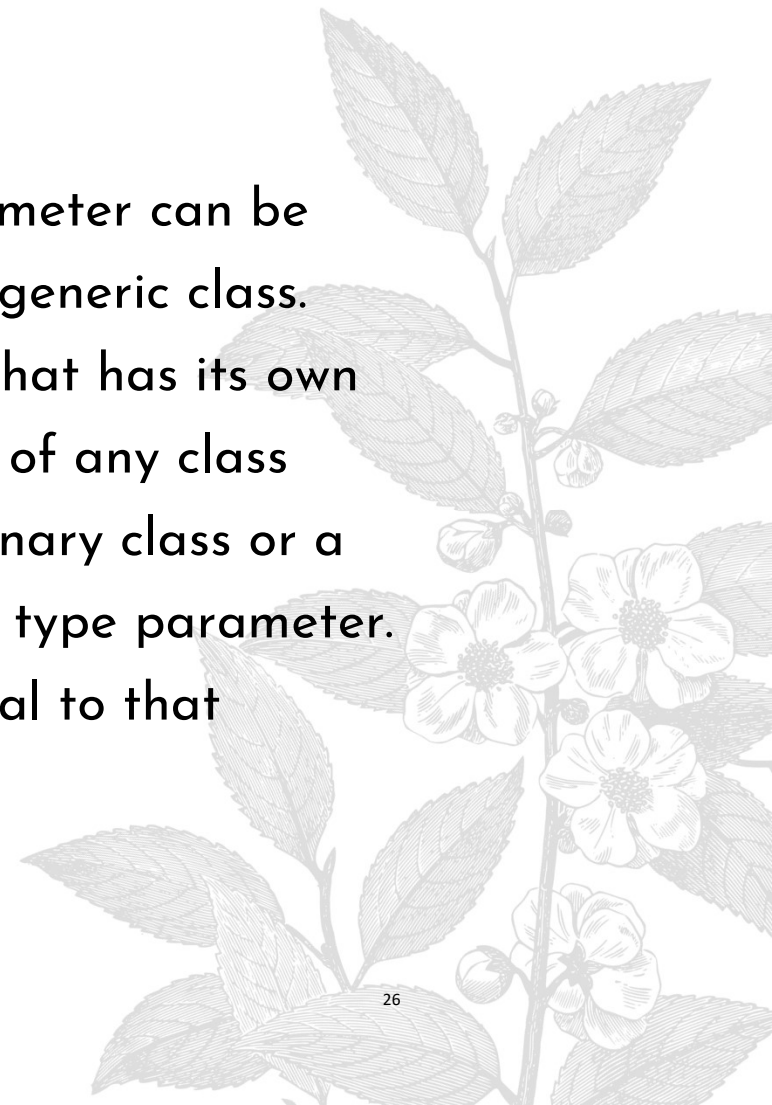 meter can be
generic class.
hat has its own
of any class
nary class or a
type parameter.
al to that
26